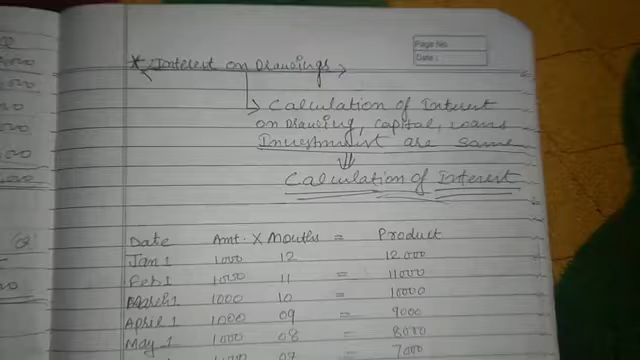 Page No.
Date:
* Interest on Drawings
Calculation of Interest
on Drawing, Capital, Loans
Investment are same
Calculation of Interest
Date Amt. X Months = Product
Jan 1 1000 12 12000
Feb 1 1000 11 = 11000
March 1 1000 10 = 10000
April 1 1000 09 = 9000
May 1 1000 08 = 8000
1000 07 = 7000